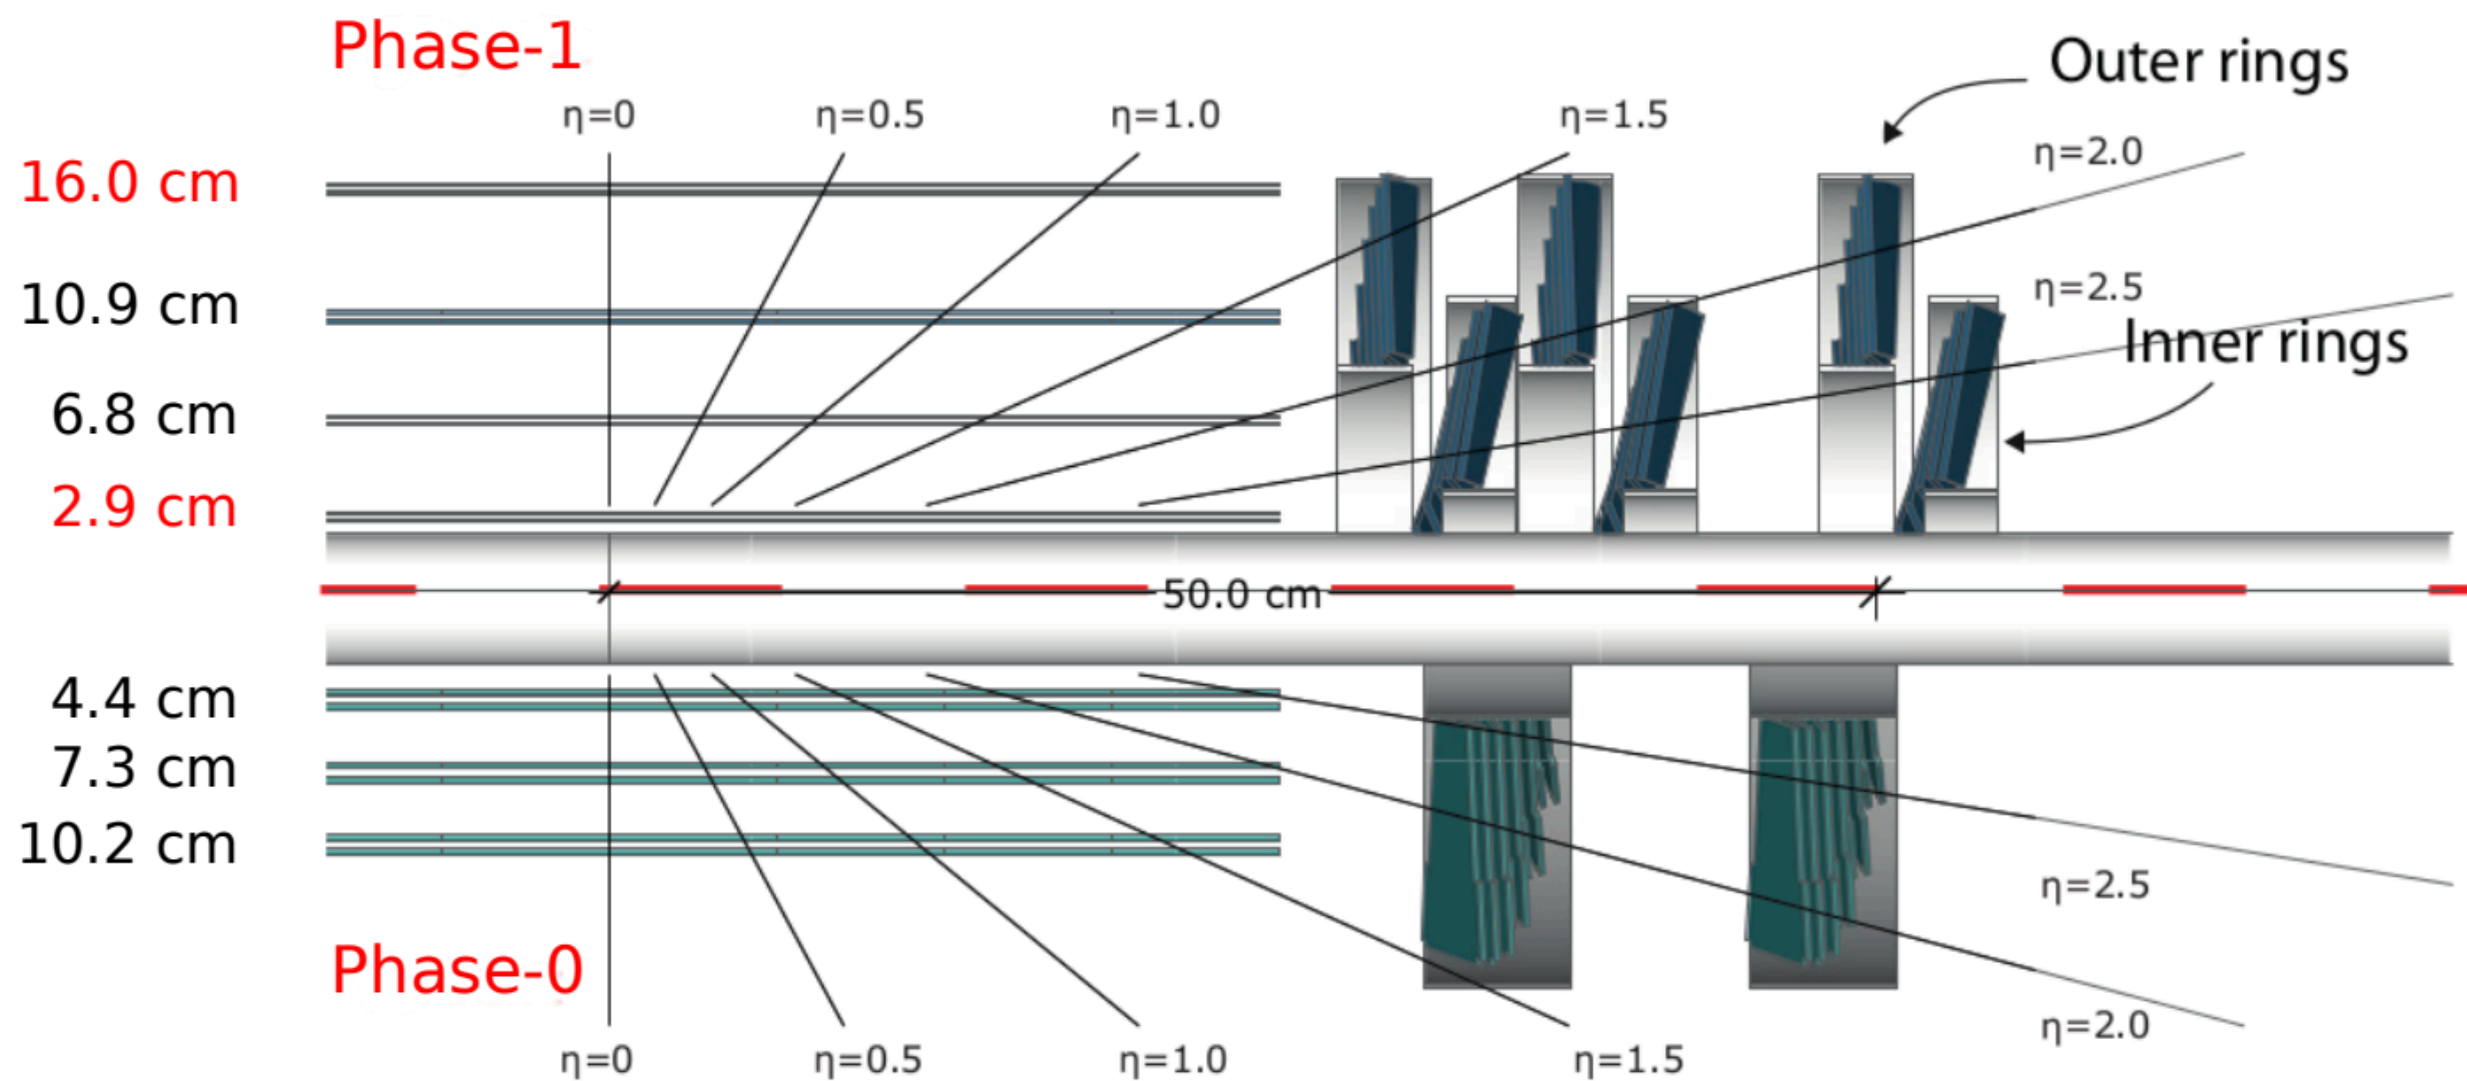 Phase-1
Outer rings
η=0
η=0.5
η=1.0
η=1.5
η=2.0
16.0 cm
η=2.5
10.9 cm
Inner rings
6.8 cm
2.9 cm
50.0 cm
4.4 cm
7.3 cm
10.2 cm
η=2.5
Phase-0
η=2.0
η=0
η=0.5
η=1.0
η=1.5